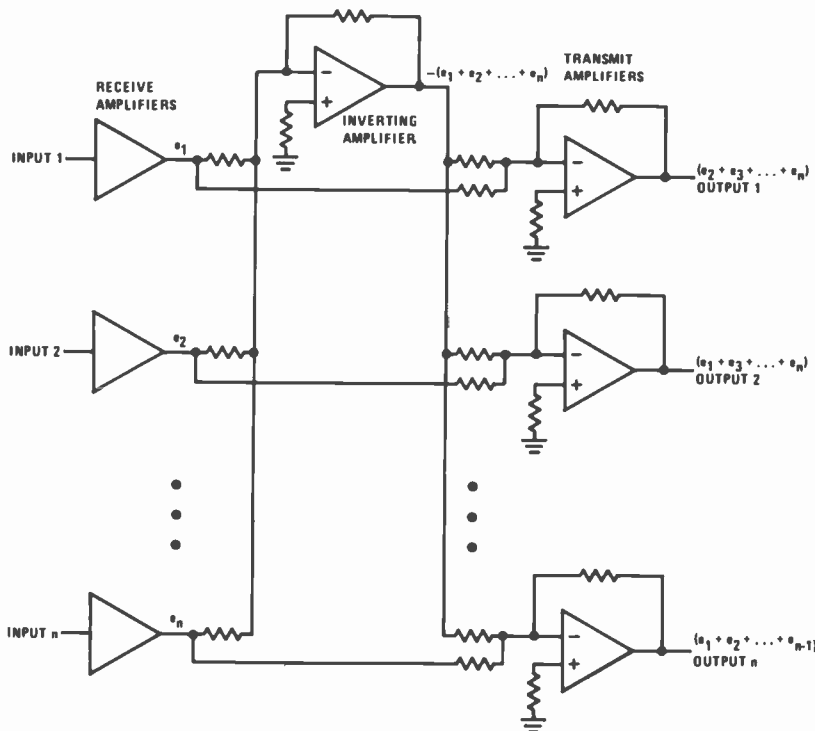 RECEIVE
AMPLIFIERS
−
+
INVERTING
AMPLIFIER
−(e₁ + e₂ + . . . + eₙ)
TRANSMIT
AMPLIFIERS
INPUT 1
e₁
−
+
(e₂ + e₃ + . . . + eₙ)
OUTPUT 1
INPUT 2
e₂
−
+
(e₁ + e₃ + . . . + eₙ)
OUTPUT 2
INPUT n
eₙ
−
+
(e₁ + e₂ + . . . + eₙ₋₁)
OUTPUT n